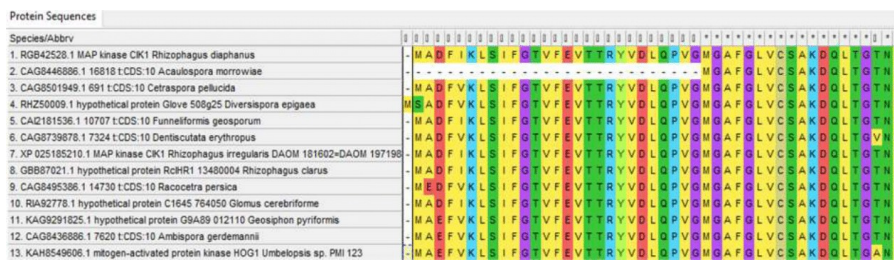 Protein Sequences
Species/Abbrv * * * * * * * * * * * * * * * * *
1. RGB42528.1 MAP kinase CIK1 Rhizophagus diaphanus - M A D F I K L S I F G T V F E V T T R Y V D L Q P V G M G A F G L V C S A K D Q L T G T N
2. CAG8446886.1 16818 t:CDS:10 Acaulospora morrowiae - - - - - - - - - - - - - - - - - - - - - - - - - - - - M G A F G L V C S A K D Q L T G T N
3. CAG8501949.1 691 t:CDS:10 Cetraspora pellucida - M A D F V K L S I F G T V F E V T T R Y V D L Q P V G M G A F G L V C S A K D Q L T G T N
4. RHZ50009.1 hypothetical protein Glove 508g25 Diversispora epigaea M S A D F V K L S I F G T V F E V T T R Y V D L Q P V G M G A F G L V C S A K D Q L T G T N
5. CAI2181536.1 10707 t:CDS:10 Funneliformis geosporum - M A D F I K L S I F G T V F E V T T R Y V D L Q P V G M G A F G L V C S A K D Q L T G T N
6. CAG8739878.1 7324 t:CDS:10 Dentiscutata erythropus - M A D F V K L S I F G T V F E V T T R Y V D L Q P V G M G A F G L V C S A K D Q L T G V N
7. XP 025185210.1 MAP kinase CIK1 Rhizophagus irregularis DAOM 181602=DAOM 197198 - M A D F I K L S I F G T V F E V T T R Y V D L Q P V G M G A F G L V C S A K D Q L T G T N
8. GBB87021.1 hypothetical protein RclHR1 13480004 Rhizophagus clarus - M A D F I K L S I F G T V F E V T T R Y V D L Q P V G M G A F G L V C S A K D Q L T G T N
9. CAG8495386.1 14730 t:CDS:10 Racocetra persica - M E D F V K L S I F G T V F E V T T R Y V D L Q P V G M G A F G L V C S A K D Q L T G T N
10. RIA92778.1 hypothetical protein C1645 764050 Glomus cerebriforme - M A D F I K L S I F G T V F E V T T R Y V D L Q P V G M G A F G L V C S A K D Q L T G T N
11. KAG9291825.1 hypothetical protein G9A89 012110 Geosiphon pyriformis - M A E F V K L S I F G T V F E V T T R Y V D L Q P V G M G A F G L V C S A K D Q L T G T N
12. CAG8436886.1 7620 t:CDS:10 Ambispora gerdemannii - M A E F V K L S I F G T V F E V T T R Y V D L Q P V G M G A F G L V C S A K D Q L T G T N
13. KAH8549606.1 mitogen-activated protein kinase HOG1 Umbelopsis sp. PMI 123 - M A E F V K L S I F G T V F E V T T R Y V D L Q P V G M G A F G L V C S A K D Q L T G A N